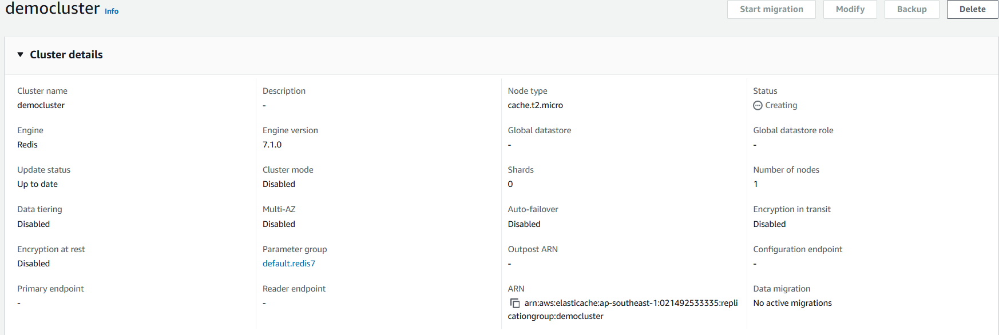 democluster Info
Start migration
Modify
Backup
Delete
Cluster details
Cluster name
democluster
Description
-
Node type
cache.t2.micro
Status
Creating
Engine
Redis
Engine version
7.1.0
Global datastore
-
Global datastore role
-
Update status
Up to date
Cluster mode
Disabled
Shards
0
Number of nodes
1
Data tiering
Disabled
Multi-AZ
Disabled
Auto-failover
Disabled
Encryption in transit
Disabled
Encryption at rest
Disabled
Parameter group
default.redis7
Outpost ARN
-
Configuration endpoint
-
Primary endpoint
-
Reader endpoint
-
ARN
arn:aws:elasticache:ap-southeast-1:021492533335:repli
cationgroup:democluster
Data migration
No active migrations